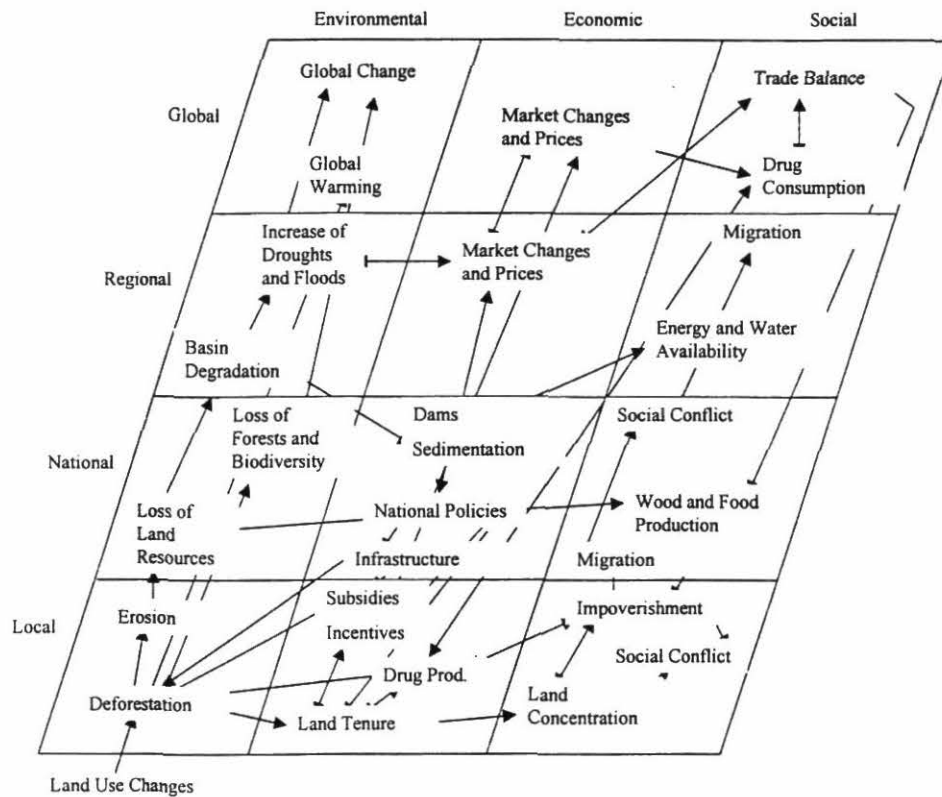 Environmental Economic Social
Global
Global Change
Trade Balance
Market Changes
and Prices
Global
Warming
Drug
Consumption
Regional
Increase of
Droughts
and Floods
Market Changes
and Prices
Migration
Energy and Water
Availability
Basin
Degradation
National
Loss of
Forests and
Biodiversity
Dams
Sedimentation
Social Conflict
National Policies
Wood and Food
Production
Loss of
Land
Resources
Infrastructure
Migration
Local
Subsidies
Impoverishment
Erosion
Incentives
Social Conflict
Drug Prod.
Deforestation
Land Tenure
Land
Concentration
Land Use Changes